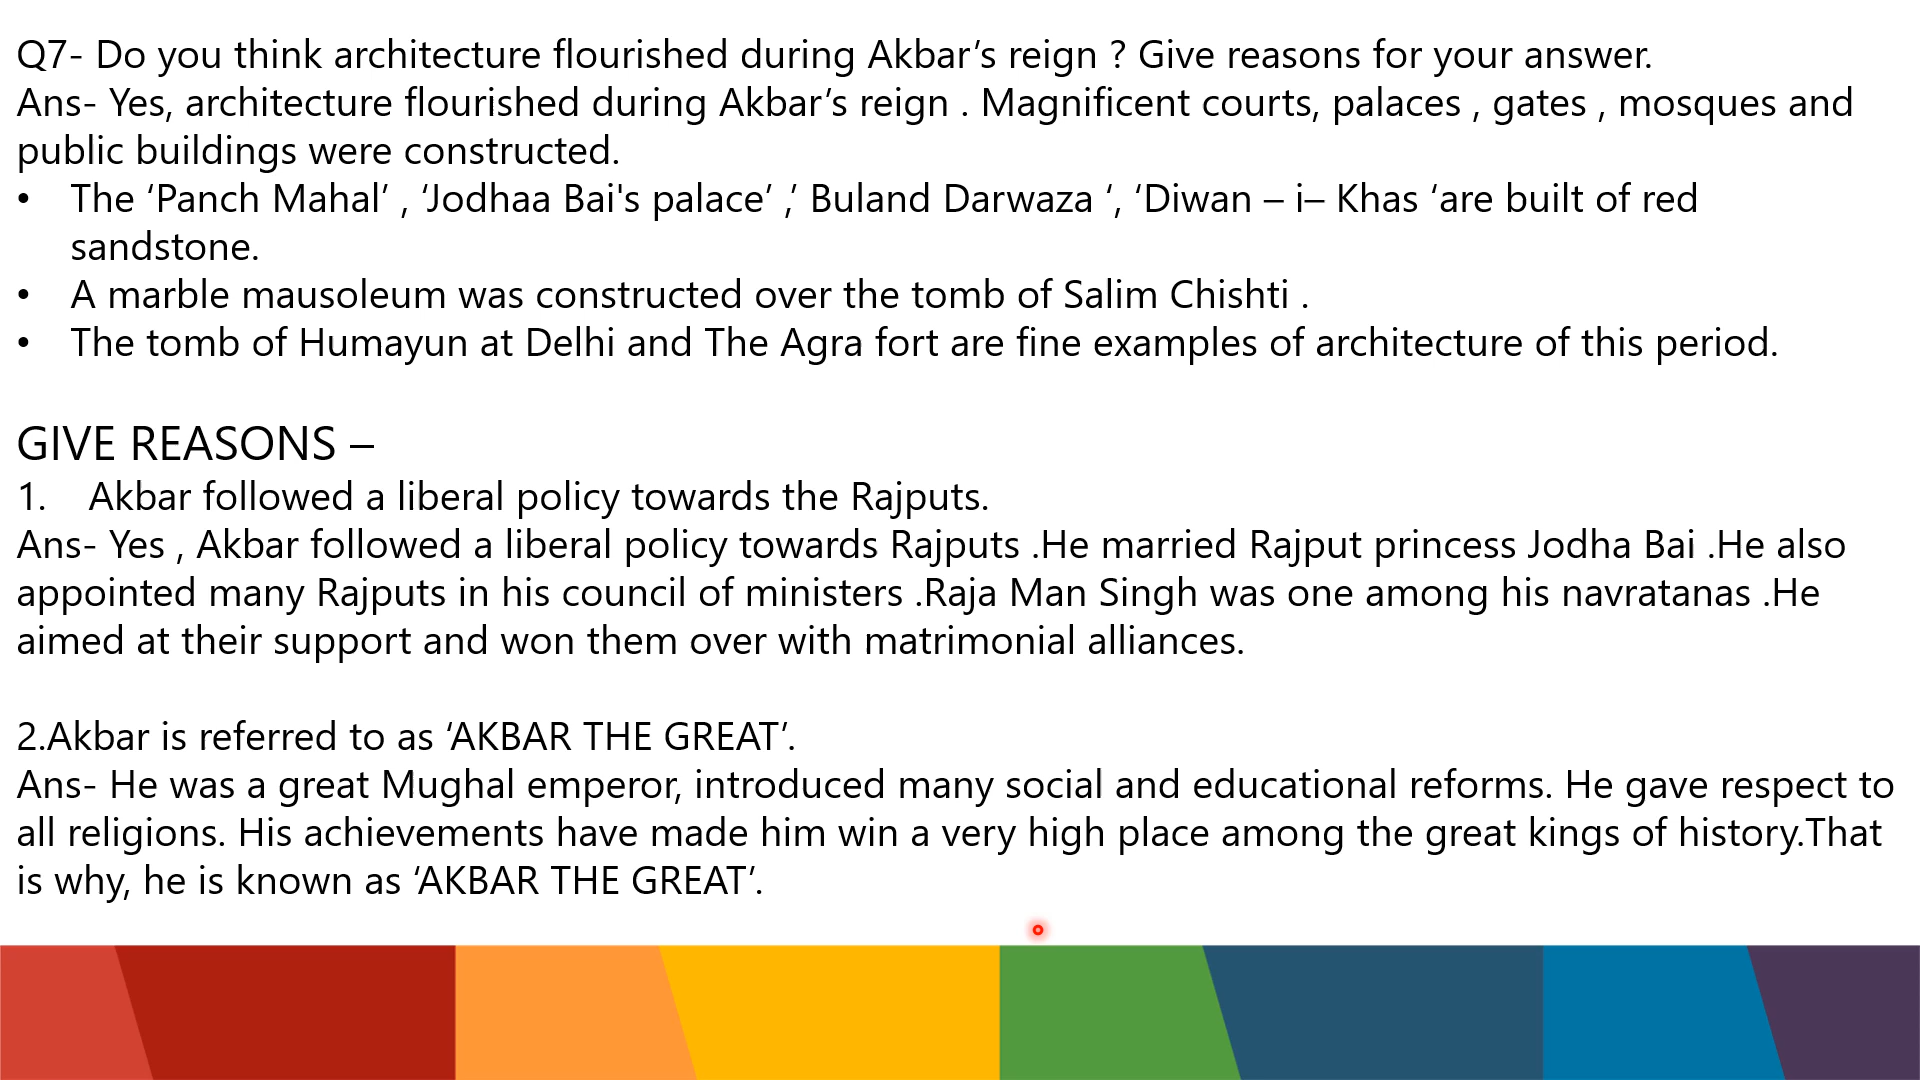 Q7- Do you think architecture flourished during Akbar’s reign ? Give reasons for your answer.
Ans- Yes, architecture flourished during Akbar’s reign . Magnificent courts, palaces , gates , mosques and
public buildings were constructed.
• The ‘Panch Mahal’ , ‘Jodhaa Bai's palace’ ,’ Buland Darwaza ‘, ‘Diwan – i– Khas ‘are built of red
sandstone.
• A marble mausoleum was constructed over the tomb of Salim Chishti .
• The tomb of Humayun at Delhi and The Agra fort are fine examples of architecture of this period.
GIVE REASONS –
1. Akbar followed a liberal policy towards the Rajputs.
Ans- Yes , Akbar followed a liberal policy towards Rajputs .He married Rajput princess Jodha Bai .He also
appointed many Rajputs in his council of ministers .Raja Man Singh was one among his navratanas .He
aimed at their support and won them over with matrimonial alliances.
2.Akbar is referred to as ‘AKBAR THE GREAT’.
Ans- He was a great Mughal emperor, introduced many social and educational reforms. He gave respect to
all religions. His achievements have made him win a very high place among the great kings of history.That
is why, he is known as ‘AKBAR THE GREAT’.